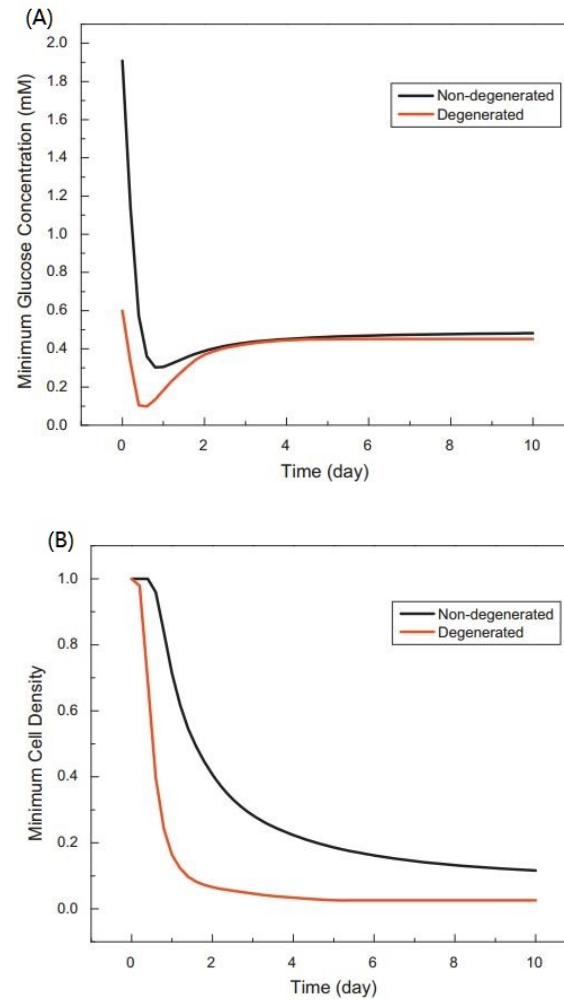 (A)
2.0
1.8
1.6
1.4
1.2
1.0
0.8
0.6
0.4
0.2
0.0
Minimum Glucose Concentration (mM)
Non-degenerated
Degenerated
0 2 4 6 8 10
Time (day)
(B)
1.0
0.8
0.6
0.4
0.2
0.0
Minimum Cell Density
Non-degenerated
Degenerated
0 2 4 6 8 10
Time (day)